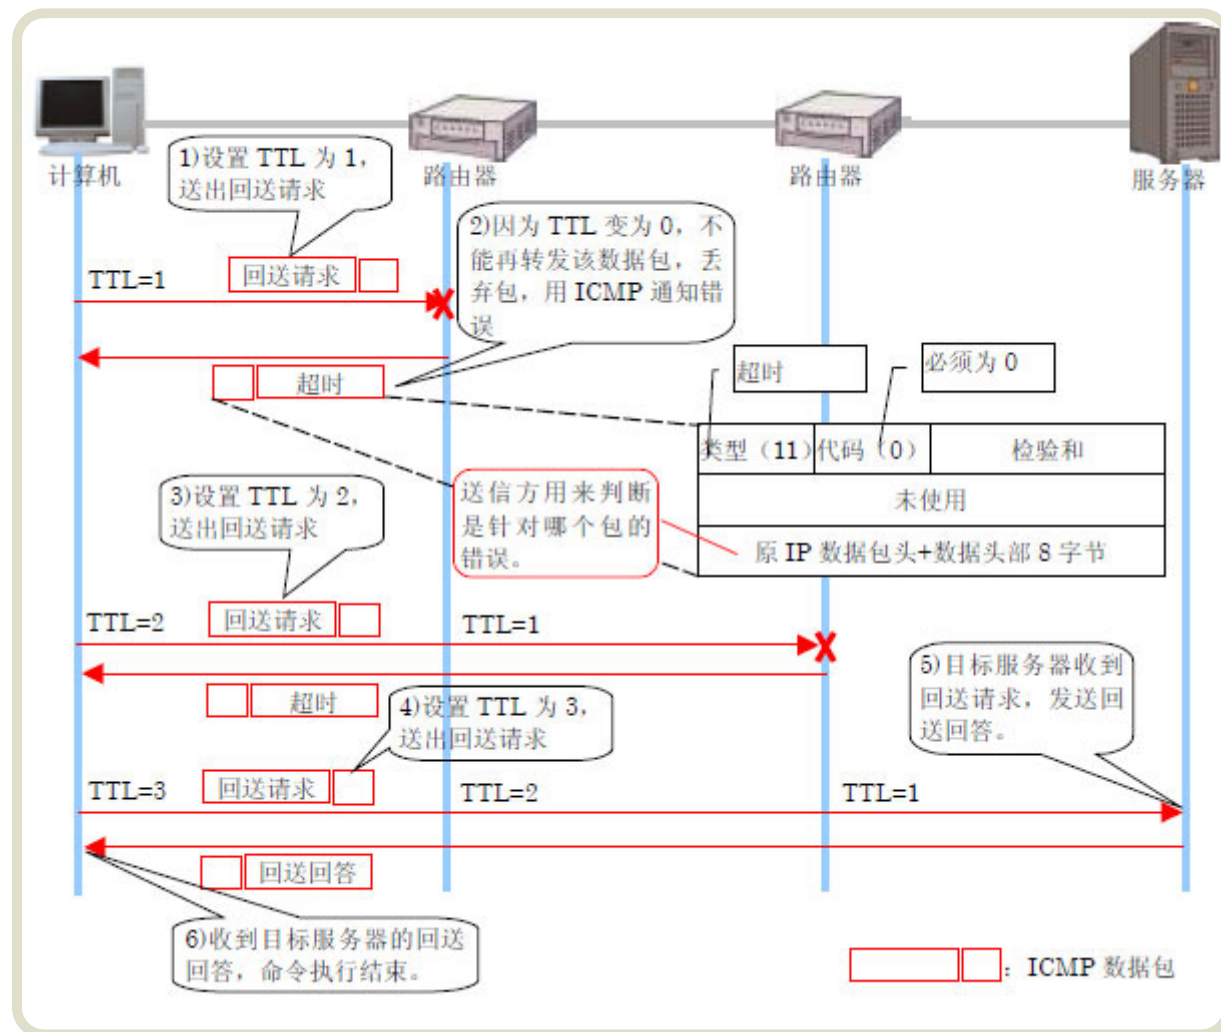 计算机
路由器
路由器
服务器
1)设置 TTL 为 1，
送出回送请求
2)因为 TTL 变为 0，不
能再转发该数据包，丢
弃包，用 ICMP 通知错
误
TTL=1
回送请求
超时
超时
必须为 0
类型（11）
代码（0）
检验和
未使用
原 IP 数据包头+数据头部 8 字节
送信方用来判断
是针对哪个包的
错误。
3)设置 TTL 为 2，
送出回送请求
TTL=2
回送请求
TTL=1
超时
4)设置 TTL 为 3，
送出回送请求
5)目标服务器收到
回送请求，发送回
送回答。
TTL=3
回送请求
TTL=2
TTL=1
回送回答
6)收到目标服务器的回送
回答，命令执行结束。
：ICMP 数据包